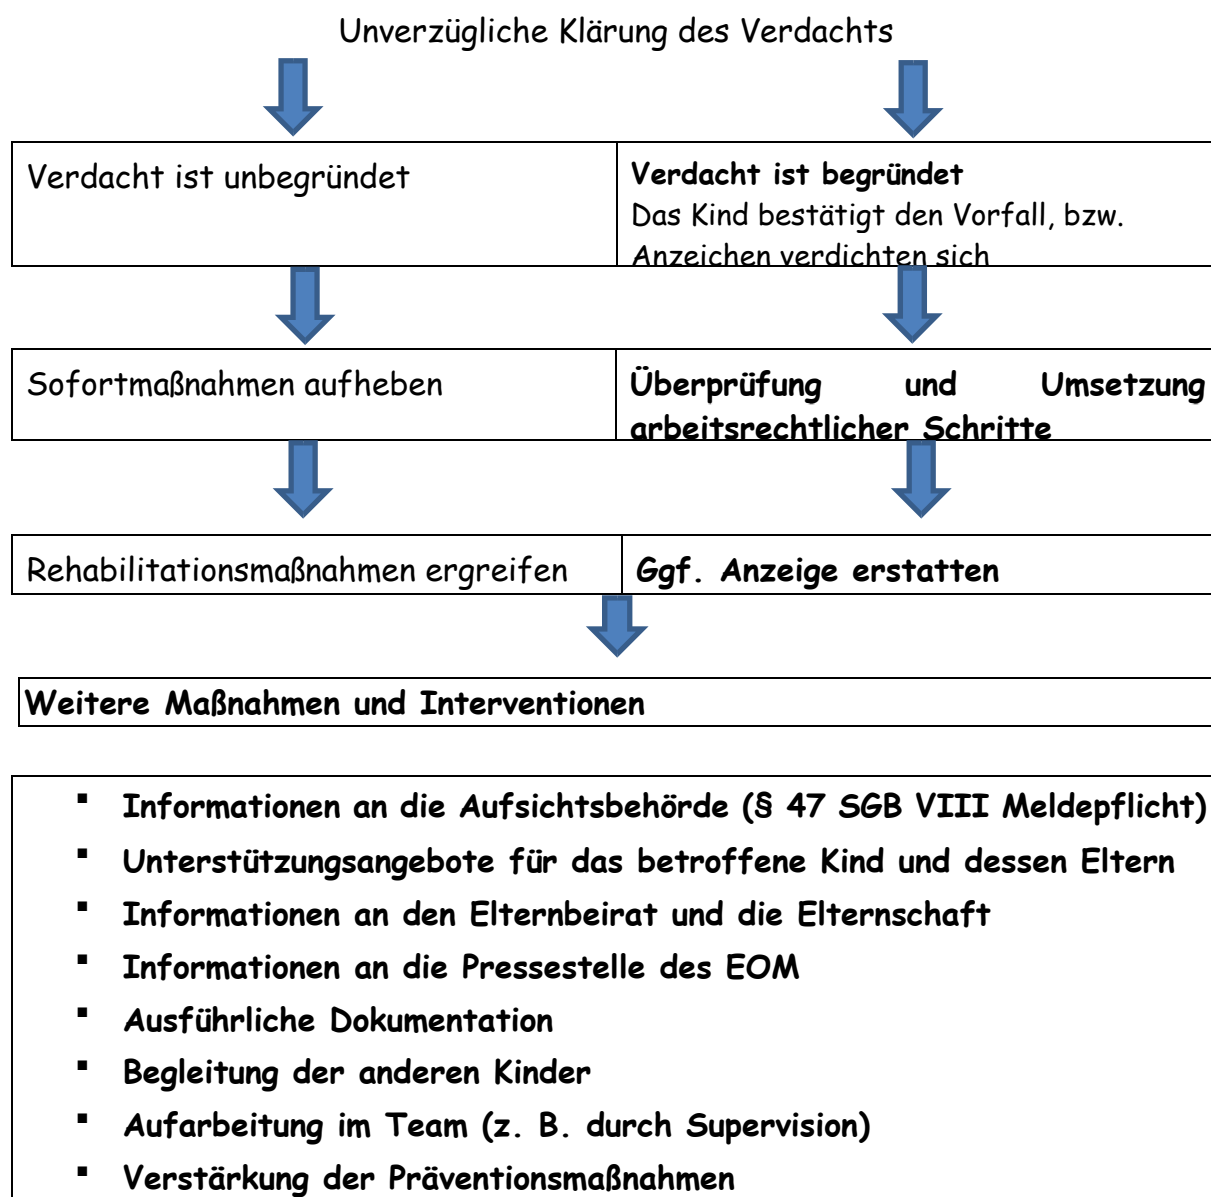 Unverzügliche Klärung des Verdachts
Verdacht ist unbegründet
Verdacht ist begründet
Das Kind bestätigt den Vorfall, bzw.
Anzeichen verdichten sich
Sofortmaßnahmen aufheben
Überprüfung und Umsetzung
arbeitsrechtlicher Schritte
Rehabilitationsmaßnahmen ergreifen
Ggf. Anzeige erstatten
Weitere Maßnahmen und Interventionen
▪ Informationen an die Aufsichtsbehörde (§ 47 SGB VIII Meldepflicht)
▪ Unterstützungsangebote für das betroffene Kind und dessen Eltern
▪ Informationen an den Elternbeirat und die Elternschaft
▪ Informationen an die Pressestelle des EOM
▪ Ausführliche Dokumentation
▪ Begleitung der anderen Kinder
▪ Aufarbeitung im Team (z. B. durch Supervision)
▪ Verstärkung der Präventionsmaßnahmen